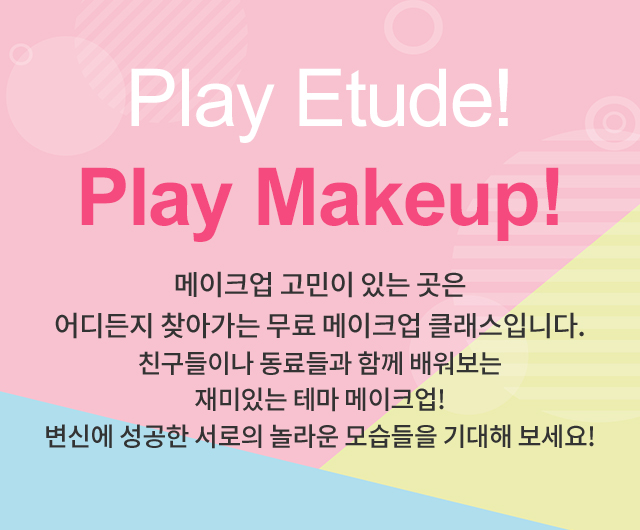 Play Etude!
Play Makeup!
메이크업 고민이 있는 곳은
어디든지 찾아가는 무료 메이크업 클래스입니다.
친구들이나 동료들과 함께 배워보는
재미있는 테마 메이크업!
변신에 성공한 서로의 놀라운 모습들을 기대해 보세요!